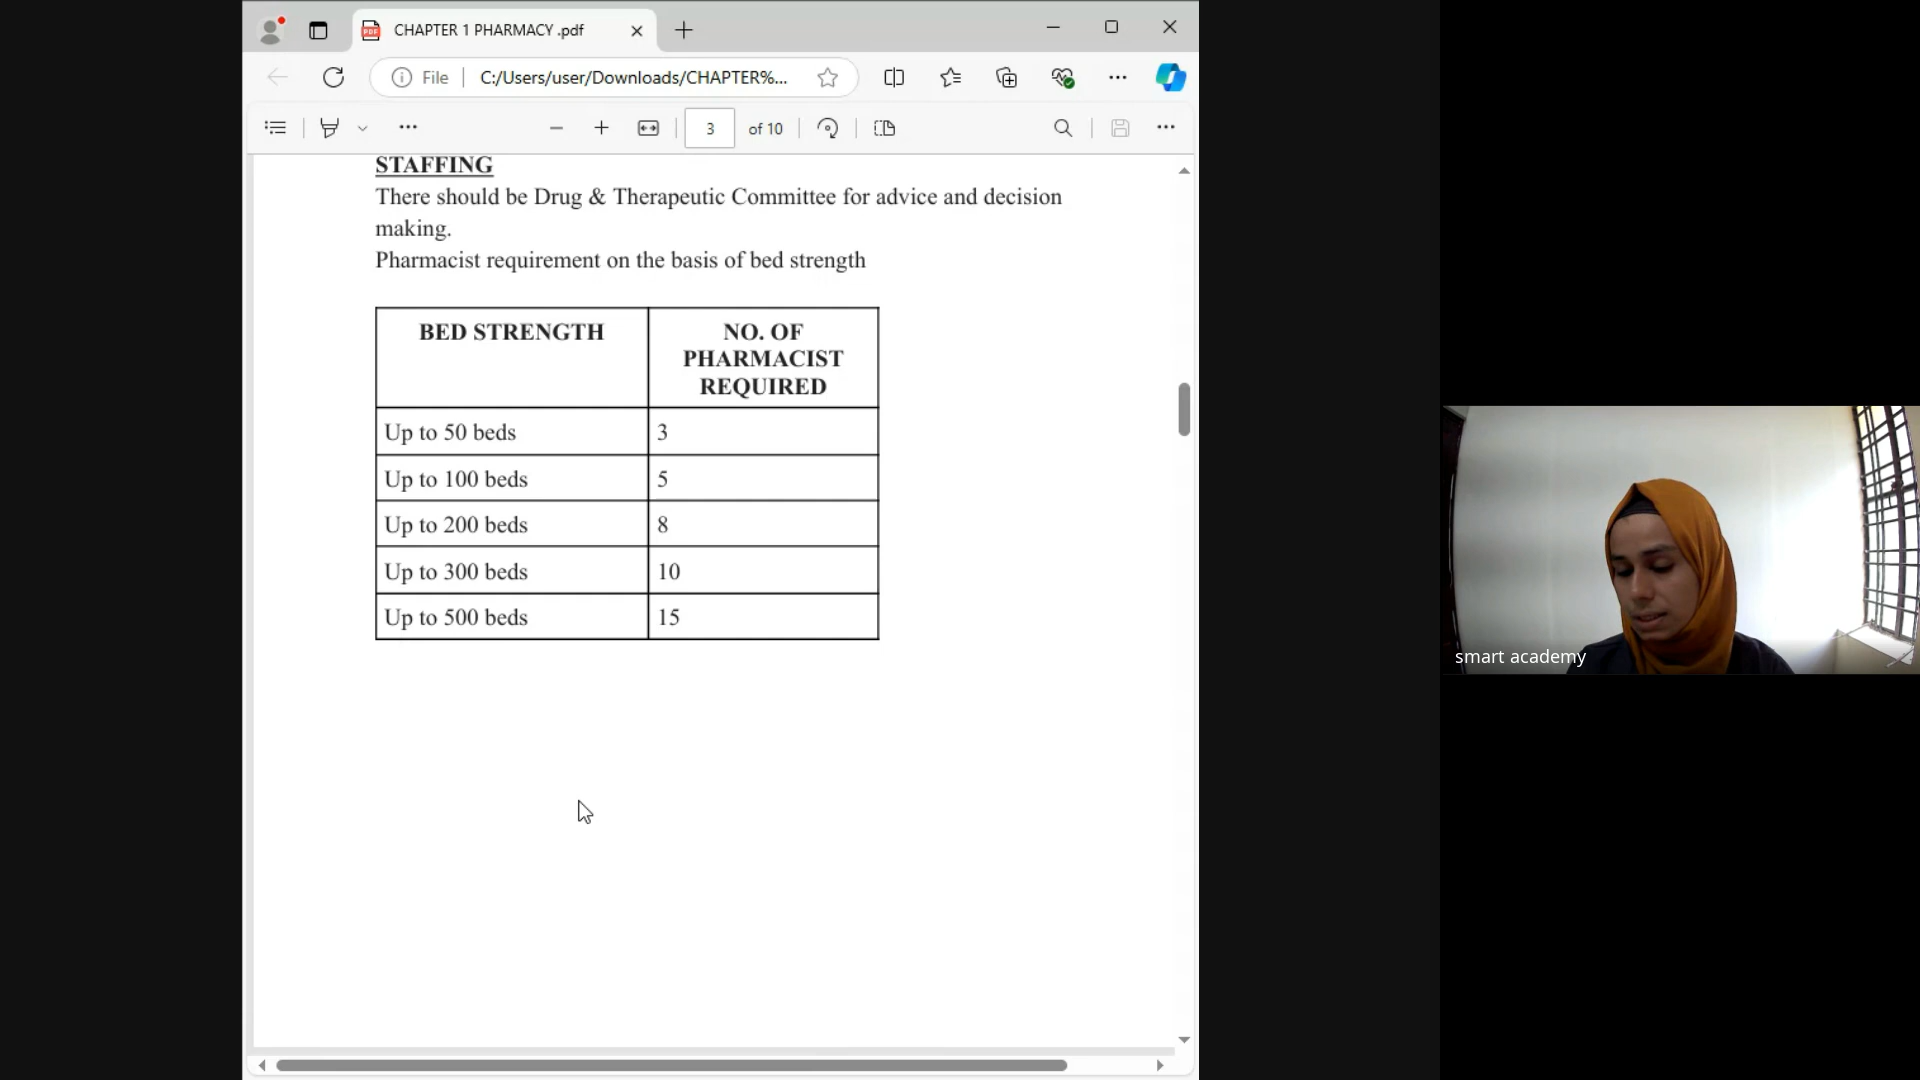 CHAPTER 1 PHARMACY .pdf
File
C:/Users/user/Downloads/CHAPTER%...
3 of 10
STAFFING
There should be Drug & Therapeutic Committee for advice and decision
making.
Pharmacist requirement on the basis of bed strength
BED STRENGTH
NO. OF
PHARMACIST
REQUIRED
Up to 50 beds 3
Up to 100 beds 5
Up to 200 beds 8
Up to 300 beds 10
Up to 500 beds 15
smart academy